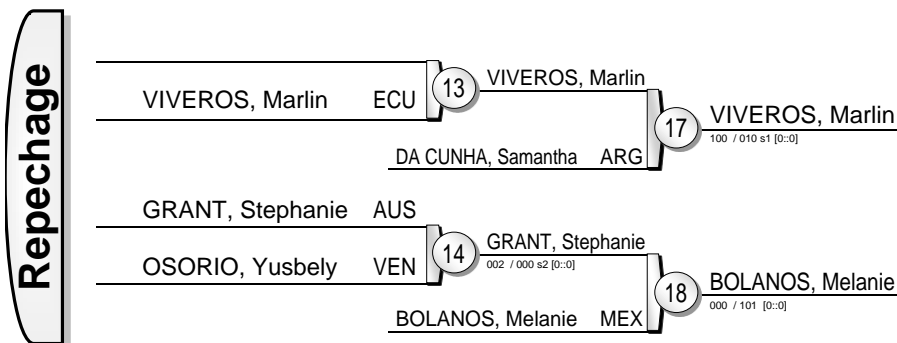 Repechage
VIVEROS, Marlin ECU
13
VIVEROS, Marlin
DA CUNHA, Samantha ARG
17
VIVEROS, Marlin
100 / 010 s1 [0::0]
GRANT, Stephanie AUS
OSORIO, Yusbely VEN
14
GRANT, Stephanie
002 / 000 s2 [0::0]
BOLANOS, Melanie MEX
18
BOLANOS, Melanie
000 / 101 [0::0]